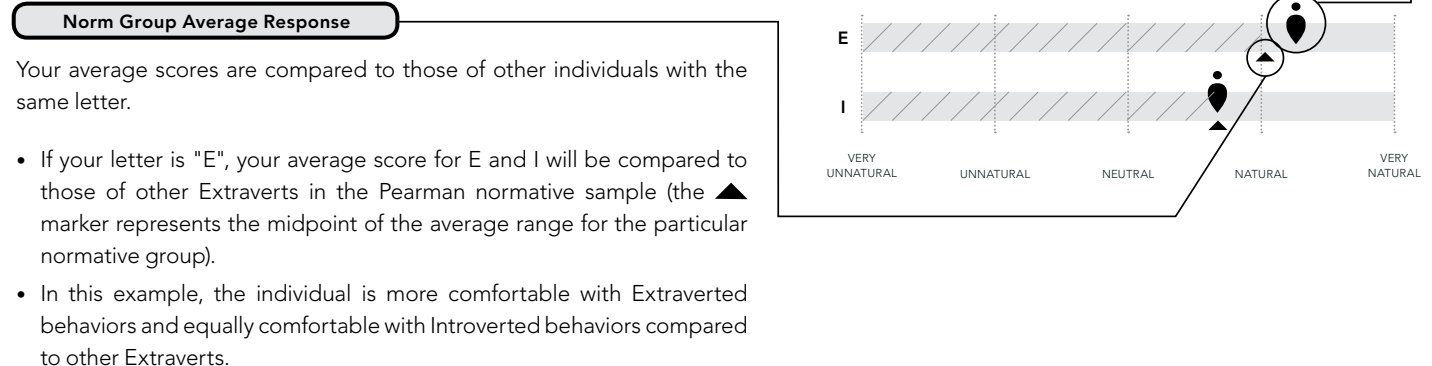 Norm Group Average Response
Your average scores are compared to those of other individuals with the
same letter.
• If your letter is "E", your average score for E and I will be compared to
those of other Extraverts in the Pearman normative sample (the ▲
marker represents the midpoint of the average range for the particular
normative group).
• In this example, the individual is more comfortable with Extraverted
behaviors and equally comfortable with Introverted behaviors compared
to other Extraverts.
E
I
VERY
UNNATURAL
UNNATURAL
NEUTRAL
NATURAL
VERY
NATURAL